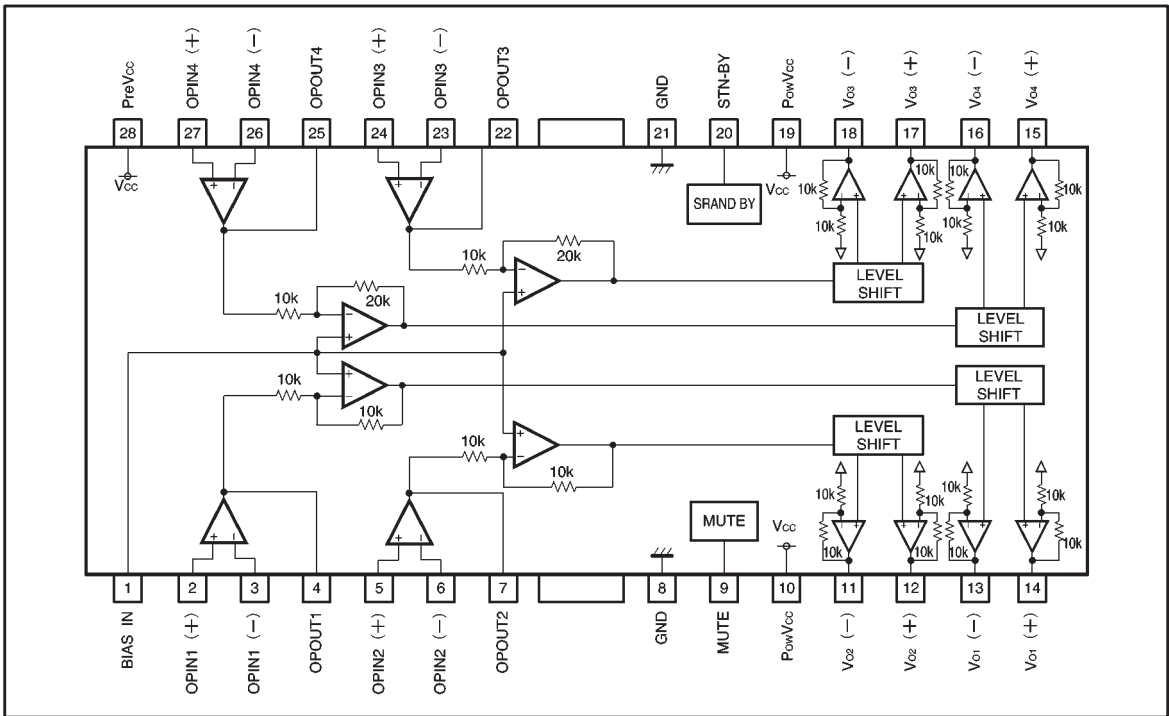 PreVcc
OPIN4 (+)
OPIN4 (−)
OPOUT4
OPIN3 (+)
OPIN3 (−)
OPOUT3
GND
STN-BY
PowVcc
Vo3 (−)
Vo3 (+)
Vo4 (−)
Vo4 (+)
28 27 26 25 24 23 22 21 20 19 18 17 16 15
Vcc
+ −
+ −
SRAND BY
Vcc
10k 10k 10k 10k
10k 10k 10k 10k
10k
20k
−
+
LEVEL
SHIFT
10k
20k
−
+
LEVEL
SHIFT
10k
+
−
10k
LEVEL
SHIFT
10k
+
−
10k
LEVEL
SHIFT
10k 10k 10k 10k
10k 10k 10k 10k
MUTE
Vcc
+ −
+ −
1 2 3 4 5 6 7 8 9 10 11 12 13 14
BIAS IN
OPIN1 (+)
OPIN1 (−)
OPOUT1
OPIN2 (+)
OPIN2 (−)
OPOUT2
GND
MUTE
PowVcc
Vo2 (−)
Vo2 (+)
Vo1 (−)
Vo1 (+)